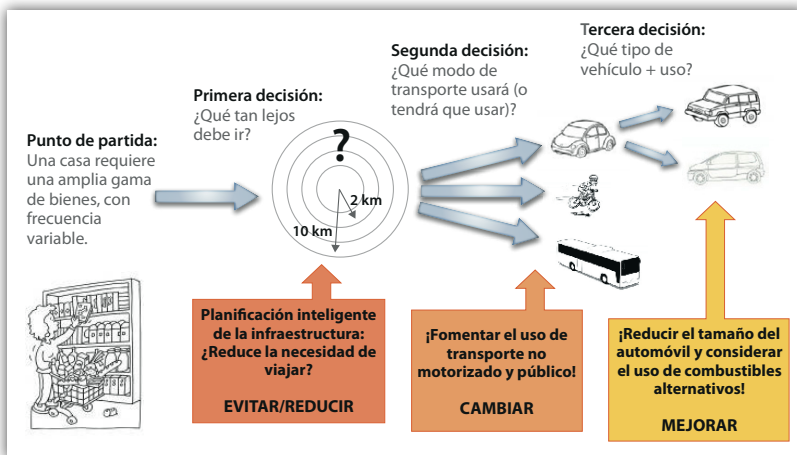 Punto de partida:
Una casa requiere
una amplia gama
de bienes, con
frecuencia
variable.
Primera decisión:
¿Qué tan lejos
debe ir?
?
2 km
10 km
Segunda decisión:
¿Qué modo de
transporte usará (o
tendrá que usar)?
Tercera decisión:
¿Qué tipo de
vehículo + uso?
Planificación inteligente
de la infraestructura:
¿Reduce la necesidad de
viajar?
EVITAR/REDUCIR
¡Fomentar el uso de
transporte no
motorizado y público!
CAMBIAR
¡Reducir el tamaño del
automóvil y considerar
el uso de combustibles
alternativos!
MEJORAR